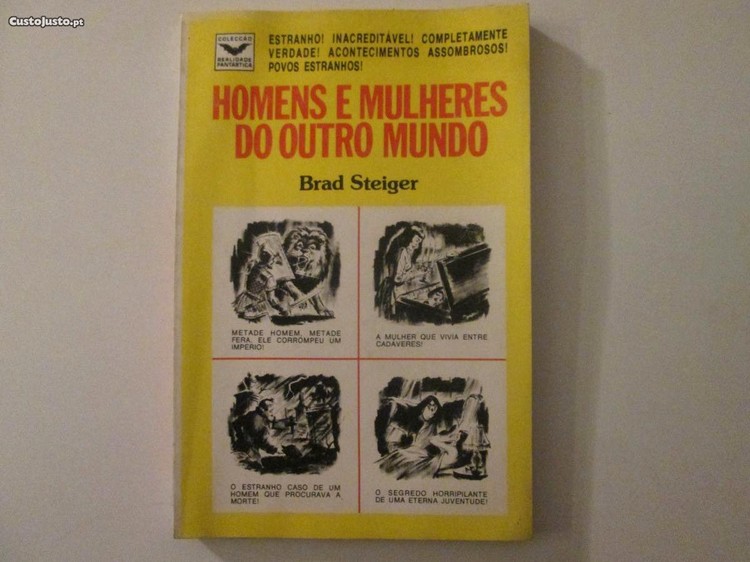 CustoJusto.pt
COLECÇÃO
REALIDADE
FANTÁSTICA
ESTRANHO! INACREDITÁVEL! COMPLETAMENTE
VERDADE! ACONTECIMENTOS ASSOMBROSOS!
POVOS ESTRANHOS!
HOMENS E MULHERES
DO OUTRO MUNDO
Brad Steiger
METADE HOMEM, METADE
FERA, ELE CORROMPEU UM
IMPÉRIO!
A MULHER QUE VIVIA ENTRE
CADÁVERES!
O ESTRANHO CASO DE UM
HOMEM QUE PROCURAVA A
MORTE!
O SEGREDO HORRIPILANTE
DE UMA ETERNA JUVENTUDE!